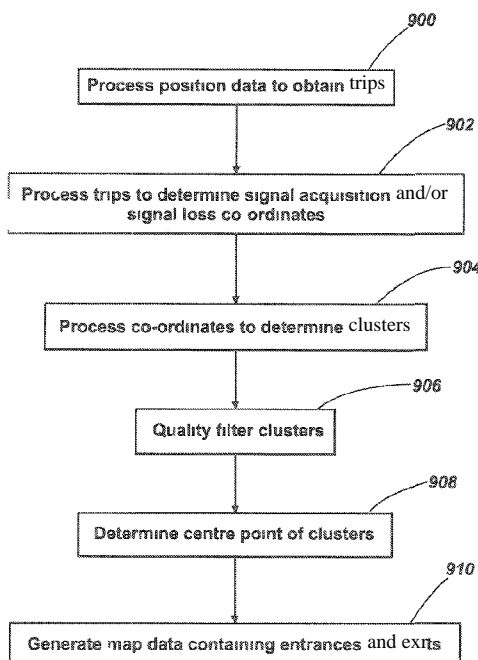 900
Process position data to obtain trips
902
Process trips to determine signal acquisition and/or
signal loss co ordinates
904
Process co-ordinates to determine clusters
906
Quality filter clusters
908
Determine centre point of clusters
910
Generate map data containing entrances and exits